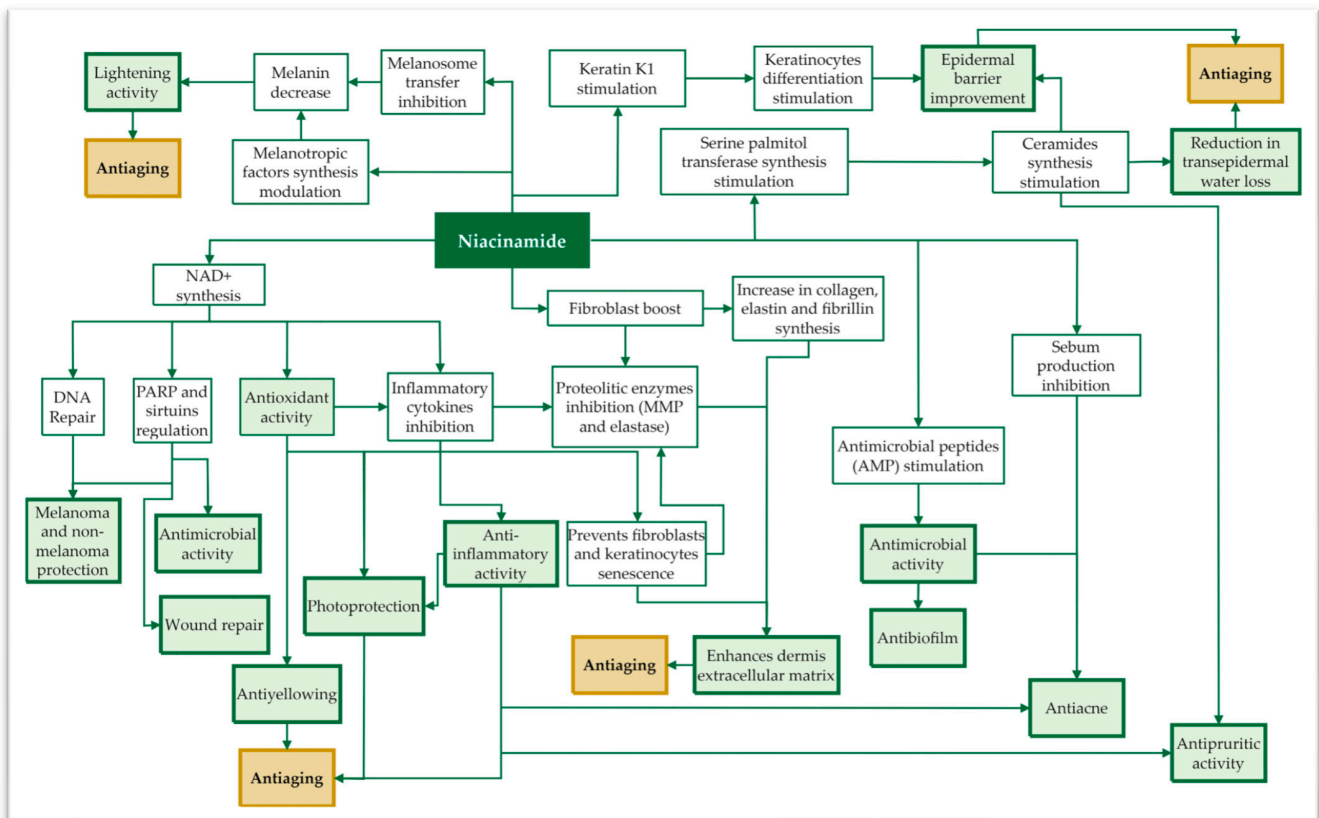 Lightening
activity
Melanin
decrease
Melanosome
transfer
inhibition
Keratin K1
stimulation
Keratinocytes
differentiation
stimulation
Epidermal
barrier
improvement
Antiaging
Antiaging
Melanotropic
factors synthesis
modulation
Serine palmitol
transferase synthesis
stimulation
Ceramides
synthesis
stimulation
Reduction in
transepidermal
water loss
Niacinamide
NAD+
synthesis
Fibroblast boost
Increase in collagen,
elastin and fibrillin
synthesis
Sebum
production
inhibition
DNA
Repair
PARP and
sirtuins
regulation
Antioxidant
activity
Inflammatory
cytokines
inhibition
Proteolitic enzymes
inhibition (MMP
and elastase)
Antimicrobial peptides
(AMP) stimulation
Melanoma
and non-
melanoma
protection
Antimicrobial
activity
Anti-
inflammatory
activity
Prevents fibroblasts
and keratinocytes
senescence
Antimicrobial
activity
Wound repair
Photoprotection
Antibiofilm
Antiyellowing
Antiaging
Enhances dermis
extracellular matrix
Antiacne
Antiaging
Antipruritic
activity